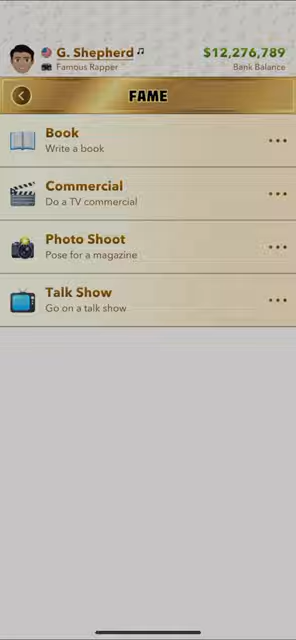 G. Shepherd
$12,276,789
Famous Rapper
Bank Balance
FAME
Book
Write a book
Commercial
Do a TV commercial
Photo Shoot
Pose for a magazine
Talk Show
Go on a talk show